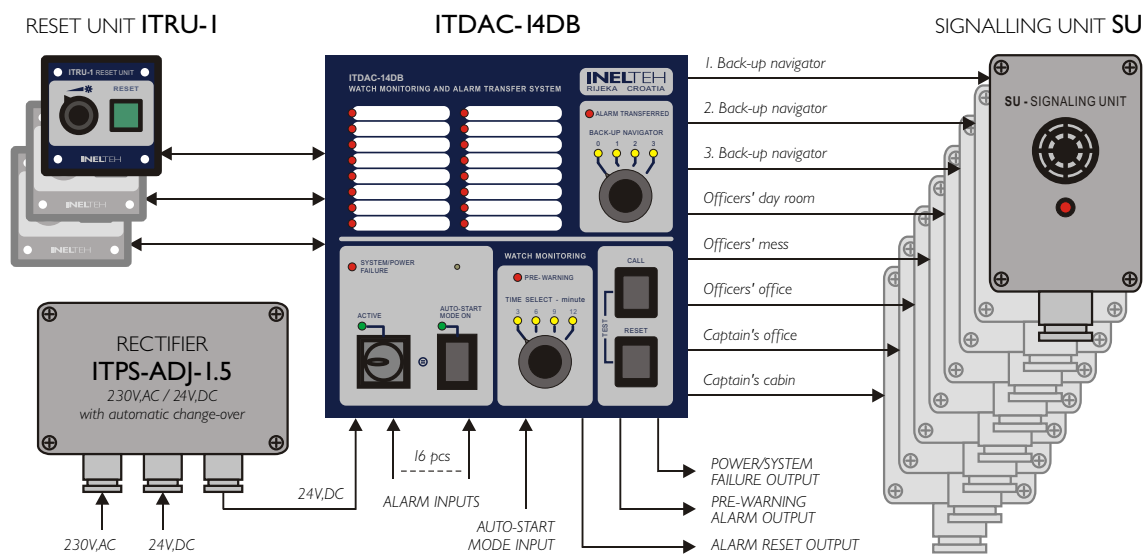 RESET UNIT ITRU-1
ITDAC-14DB
SIGNALLING UNIT SU
ITRU-1 RESET UNIT
RESET
INELTEH
INELTEH
INELTEH
ITDAC-14DB
WATCH MONITORING AND ALARM TRANSFER SYSTEM
INELTEH
RIJEKA CROATIA
ALARM TRANSFERRED
BACK-UP NAVIGATOR
0 1 2 3
SYSTEM/POWER
FAILURE
ACTIVE
AUTO-START
MODE ON
WATCH MONITORING
PRE-WARNING
TIME SELECT - minute
3 6 9 12
CALL
TEST
RESET
1. Back-up navigator
2. Back-up navigator
3. Back-up navigator
Officers' day room
Officers' mess
Officers' office
Captain's office
Captain's cabin
SU - SIGNALING UNIT
RECTIFIER
ITPS-ADJ-1.5
230V,AC / 24V,DC
with automatic change-over
230V,AC
24V,DC
24V,DC
16 pcs
ALARM INPUTS
AUTO-START
MODE INPUT
POWER/SYSTEM
FAILURE OUTPUT
PRE-WARNING
ALARM OUTPUT
ALARM RESET OUTPUT